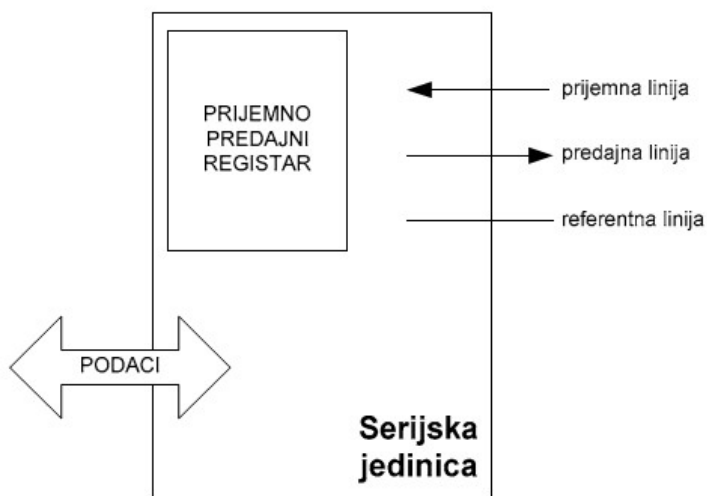 PRIJEMNO
PREDAJNI
REGISTAR
prijemna linija
predajna linija
referentna linija
PODACI
Serijska
jedinica